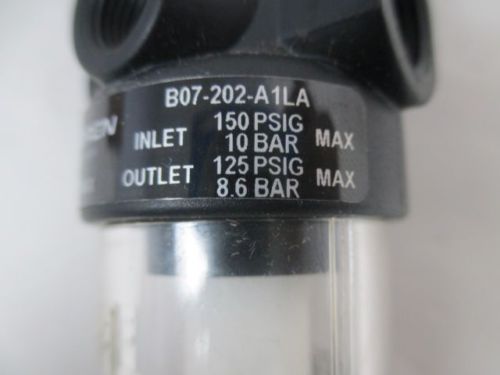 B07-202-A1LA
INLET 150 PSIG 10 BAR MAX
OUTLET 125 PSIG 8.6 BAR MAX